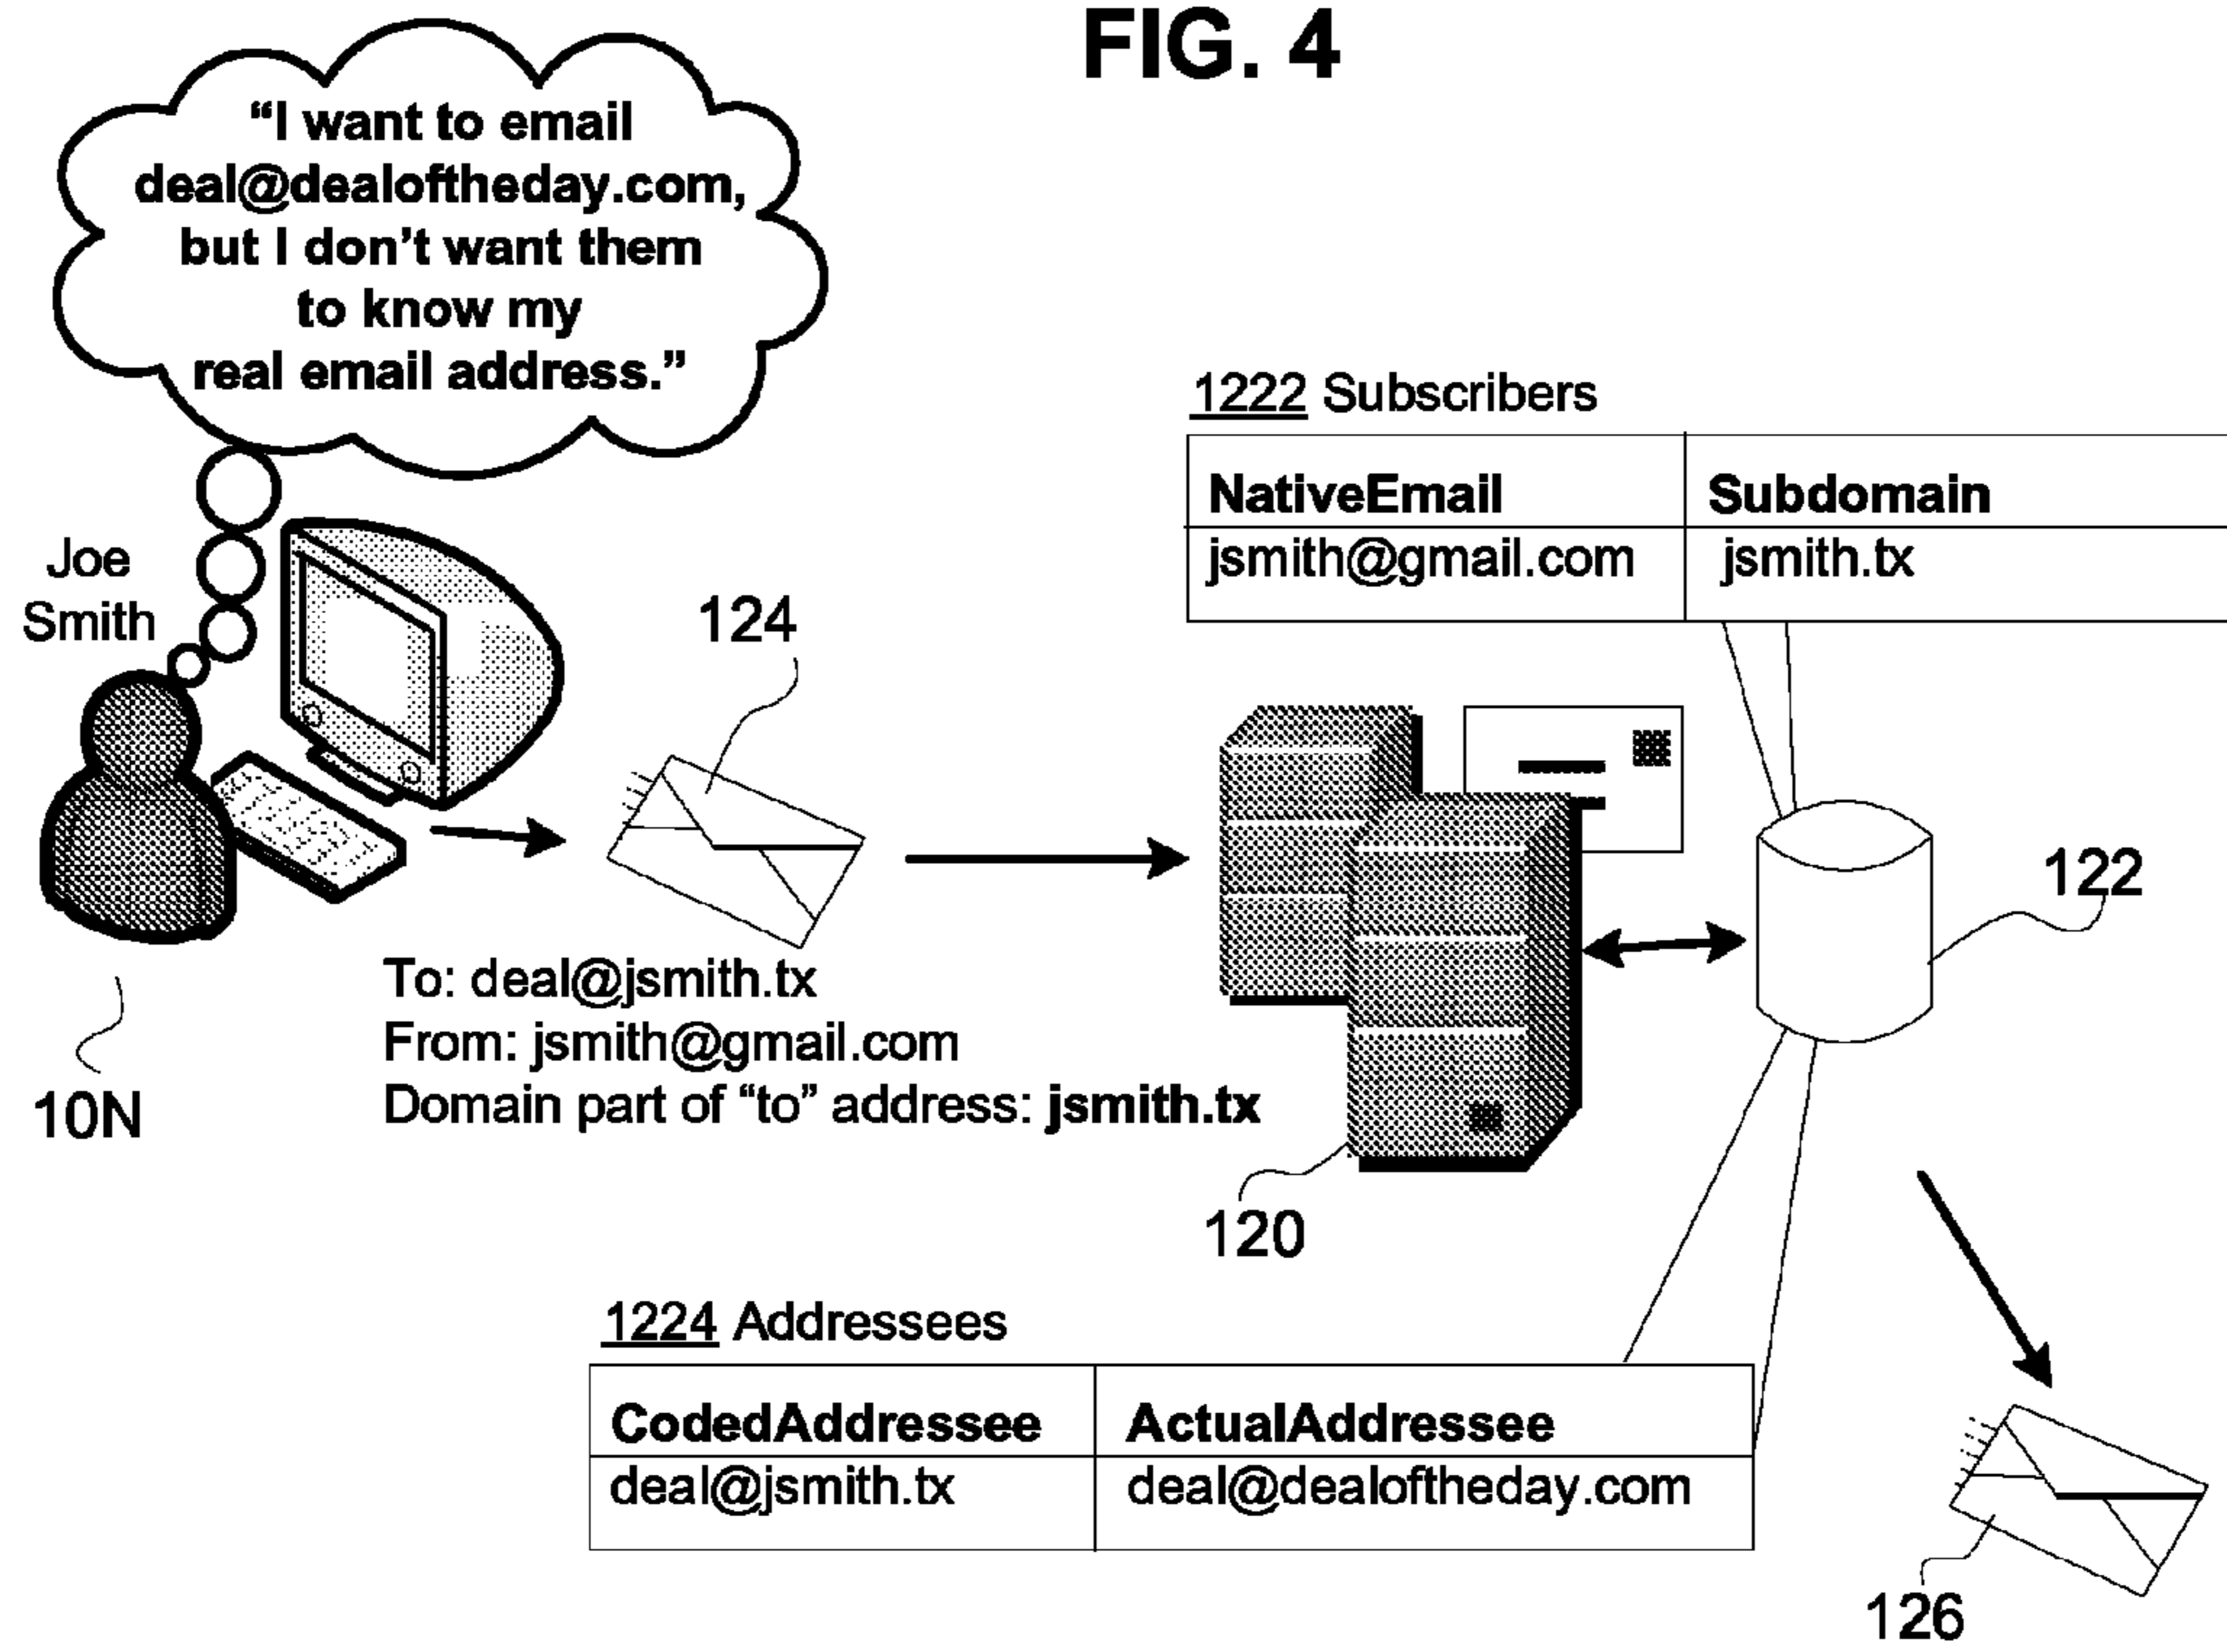 FIG. 4
“I want to email
deal@dealoftheday.com,
but I don’t want them
to know my
real email address.”
Joe
Smith
10N
124
To: deal@jsmith.tx
From: jsmith@gmail.com
Domain part of “to” address: jsmith.tx
1222 Subscribers
NativeEmail Subdomain
jsmith@gmail.com jsmith.tx
122
120
1224 Addressees
CodedAddressee ActualAddressee
deal@jsmith.tx deal@dealoftheday.com
126